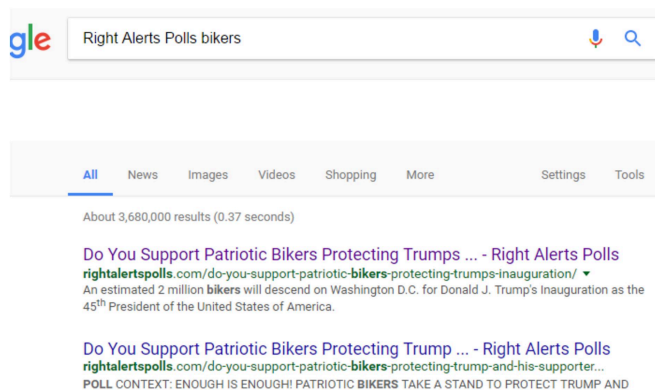 gle
Right Alerts Polls bikers
All News Images Videos Shopping More Settings Tools
About 3,680,000 results (0.37 seconds)
Do You Support Patriotic Bikers Protecting Trumps ... - Right Alerts Polls
rightalertspolls.com/do-you-support-patriotic-bikers-protecting-trumps-inauguration/
An estimated 2 million bikers will descend on Washington D.C. for Donald J. Trump's Inauguration as the
45th President of the United States of America.
Do You Support Patriotic Bikers Protecting Trump ... - Right Alerts Polls
rightalertspolls.com/do-you-support-patriotic-bikers-protecting-trump-and-his-supporter...
POLL CONTEXT: ENOUGH IS ENOUGH! PATRIOTIC BIKERS TAKE A STAND TO PROTECT TRUMP AND